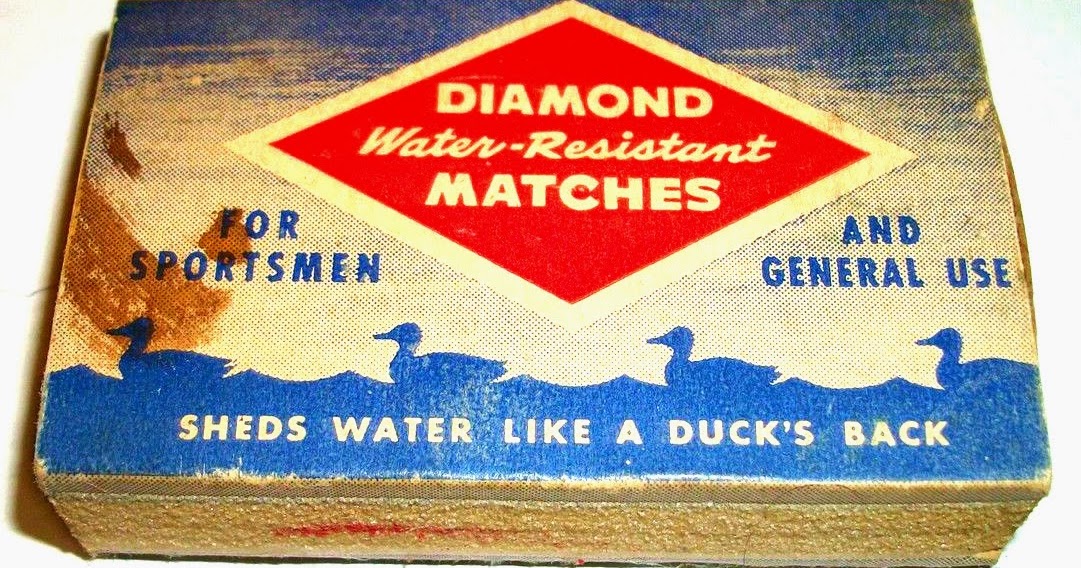 DIAMOND
Water-Resistant
MATCHES
FOR
SPORTSMEN
AND
GENERAL USE
SHEDS WATER LIKE A DUCK'S BACK